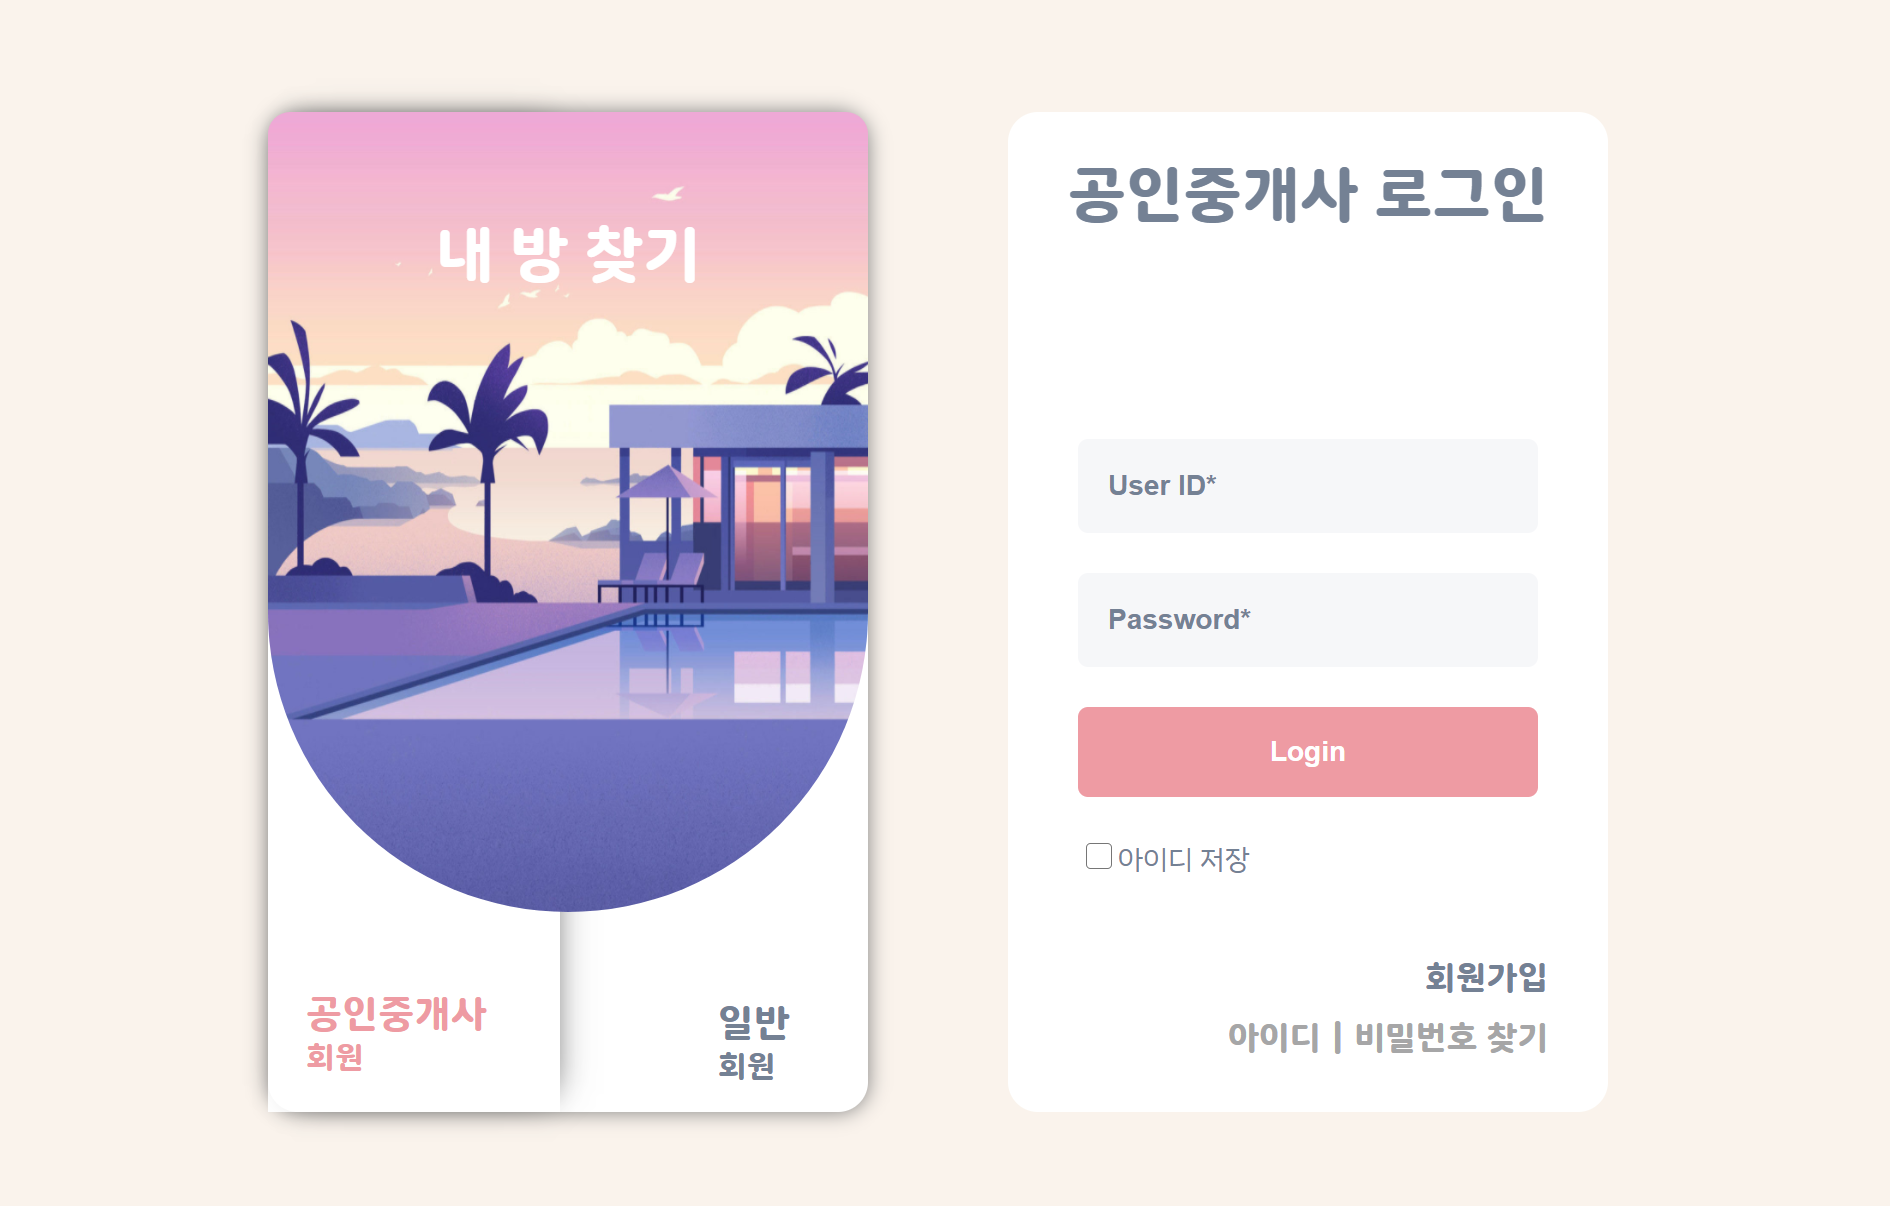 내 방 찾기
공인중개사
회원
일반
회원
공인중개사 로그인
User ID*
Password*
Login
아이디 저장
회원가입
아이디 | 비밀번호 찾기